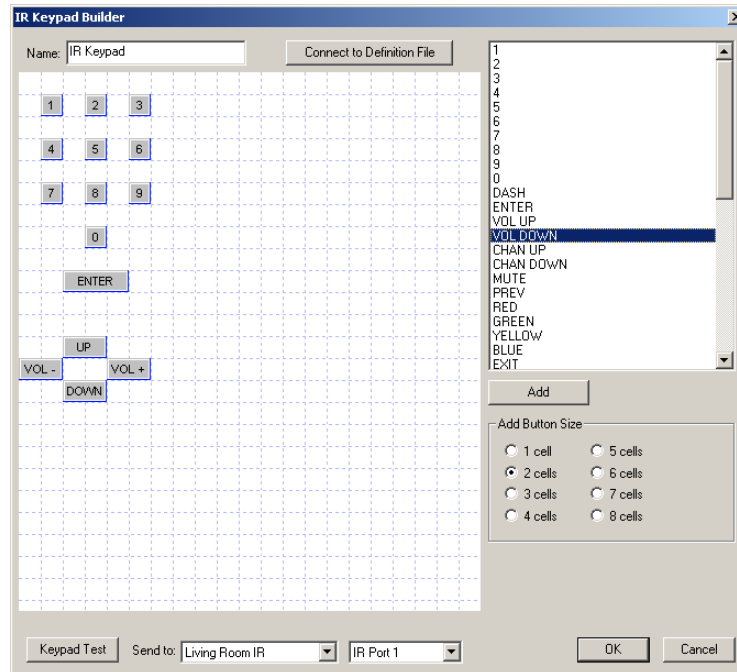 IR Keypad Builder
Name: IR Keypad
Connect to Definition File
1 2 3
4 5 6
7 8 9
0
ENTER
UP
VOL - VOL +
DOWN
1
2
3
4
5
6
7
8
9
0
DASH
ENTER
VOL UP
VOL DOWN
CHAN UP
CHAN DOWN
MUTE
PREV
RED
GREEN
YELLOW
BLUE
EXIT
Add
Add Button Size
1 cell 5 cells
2 cells 6 cells
3 cells 7 cells
4 cells 8 cells
Keypad Test Send to: Living Room IR IR Port 1 OK Cancel